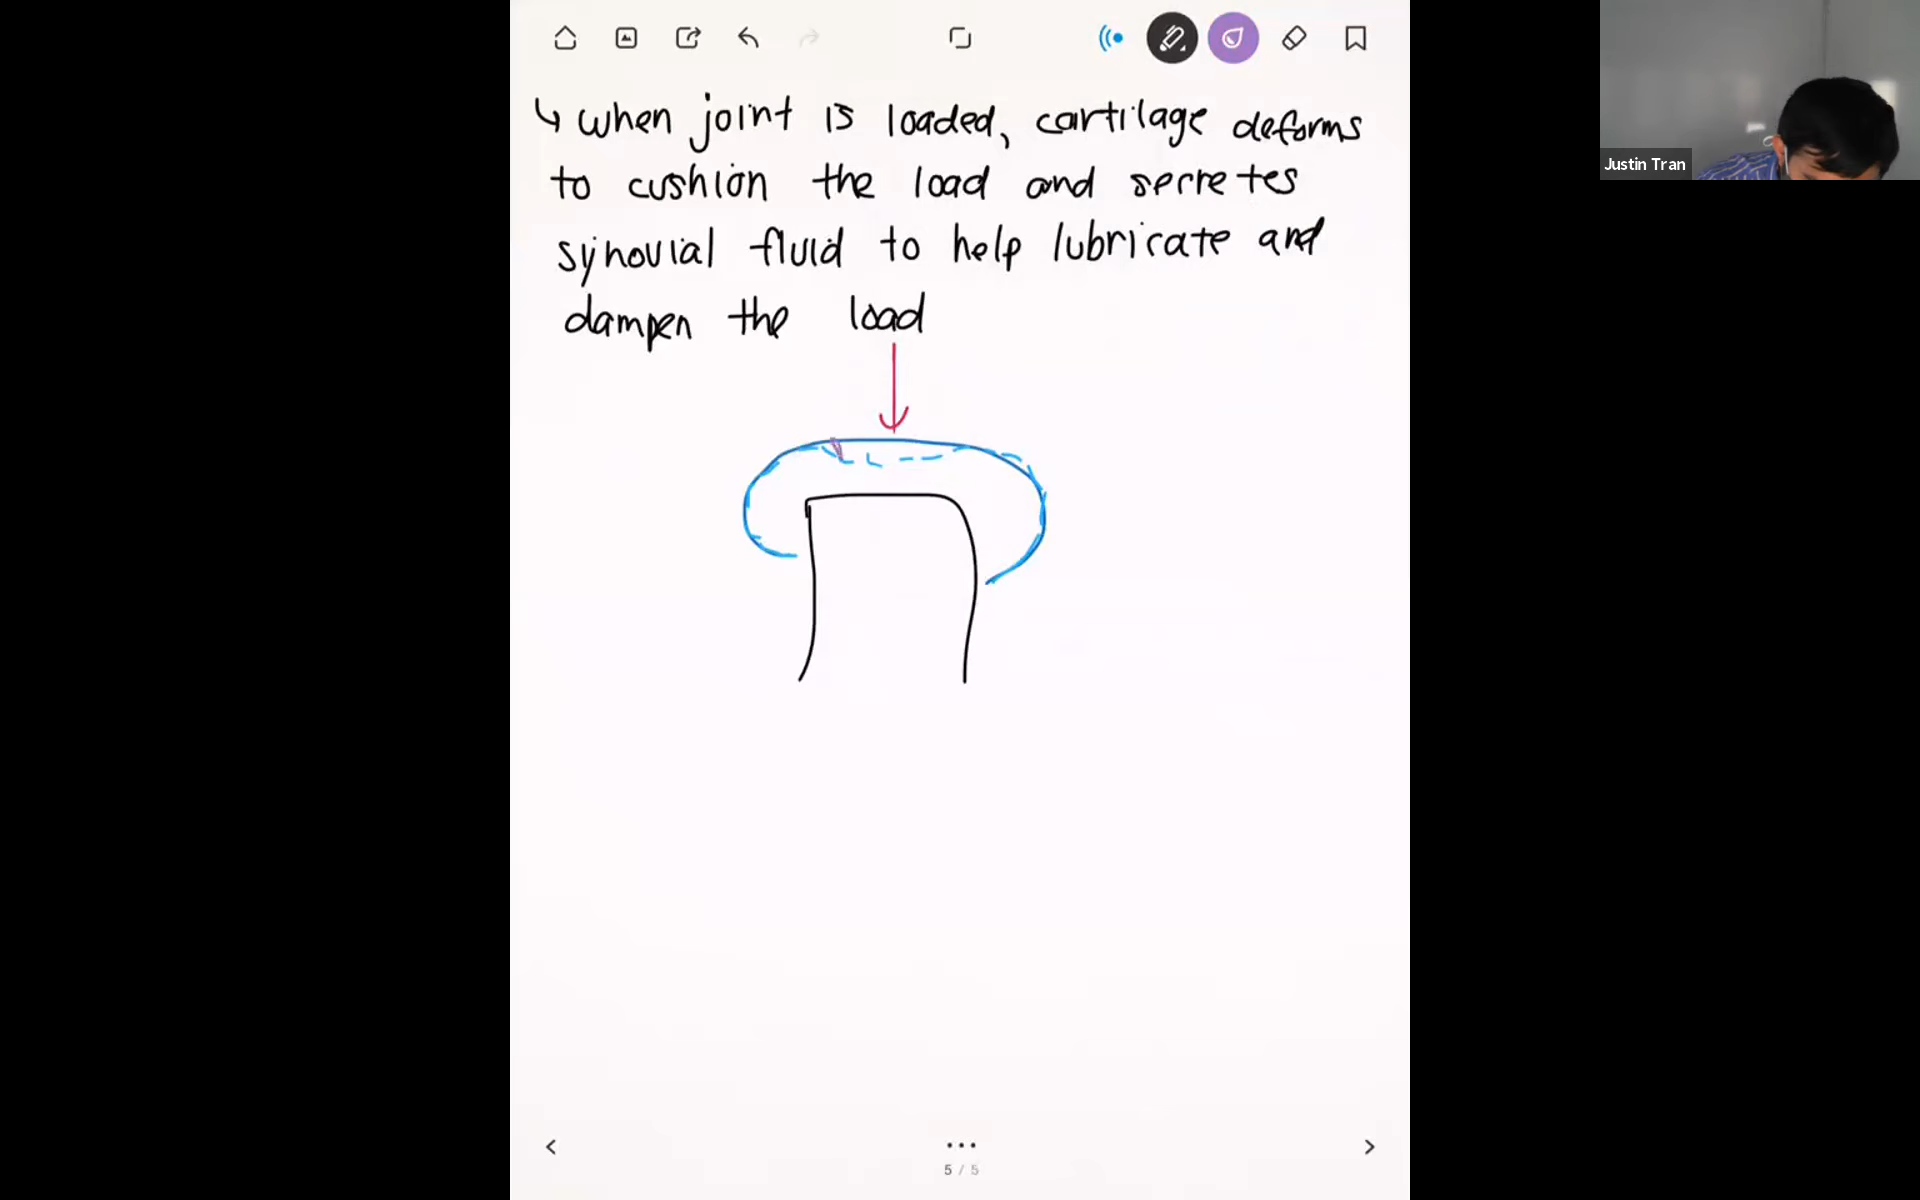 ↳ when joint is loaded, cartilage deforms
to cushion the load and secretes
synovial fluid to help lubricate and
dampen the load
Justin Tran
5 / 5